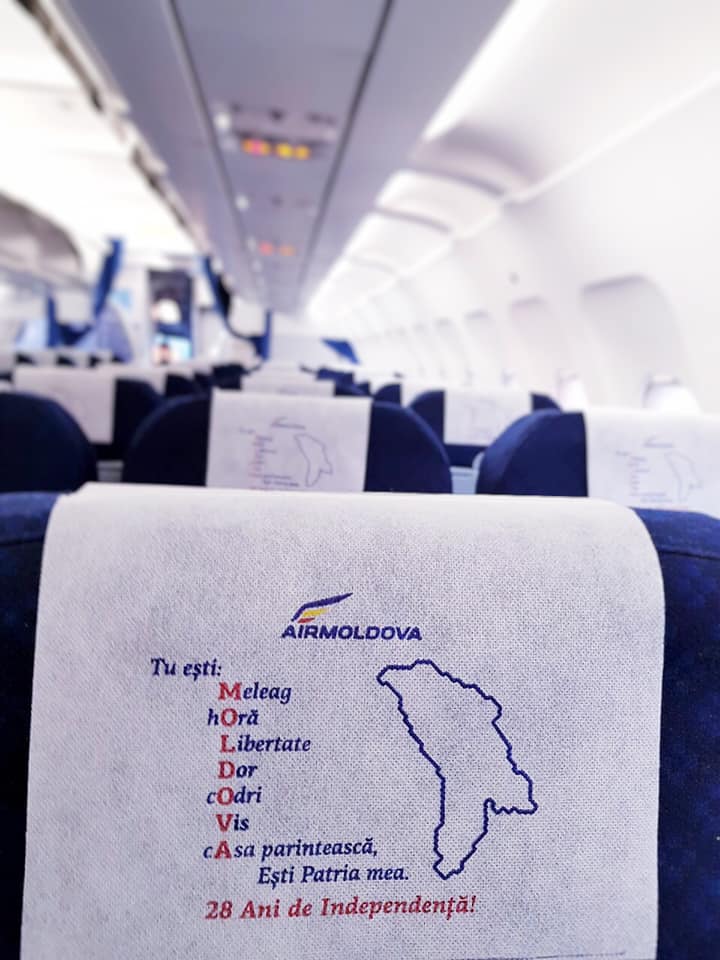 AIRMOLDOVA
Tu ești:
Meleag
hOră
Libertate
Dor
cOdri
Vis
cAsa parintească,
Ești Patria mea.
28 Ani de Independență!